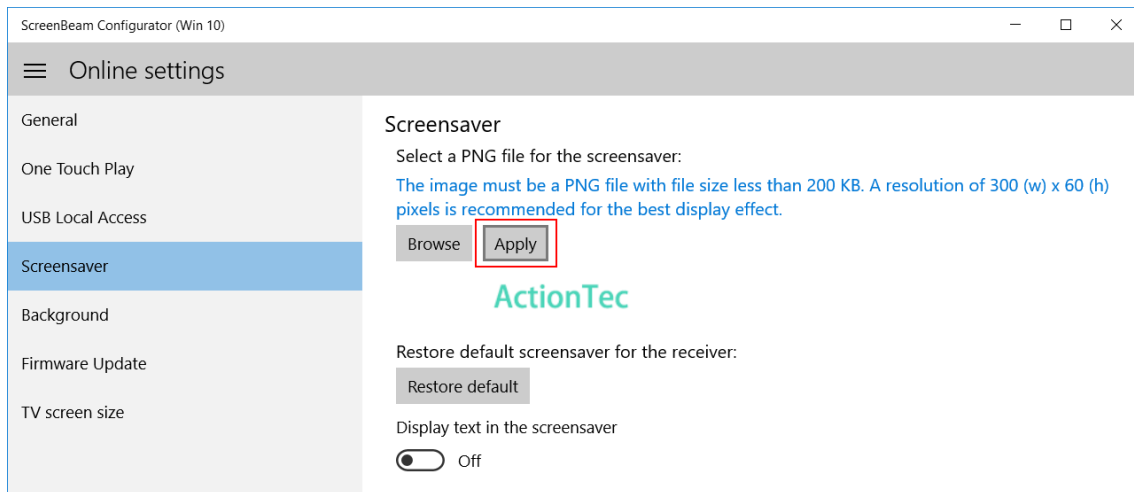 ScreenBeam Configurator (Win 10)
Online settings
General
One Touch Play
USB Local Access
Screensaver
Background
Firmware Update
TV screen size
Screensaver
Select a PNG file for the screensaver:
The image must be a PNG file with file size less than 200 KB. A resolution of 300 (w) x 60 (h)
pixels is recommended for the best display effect.
Browse Apply
ActionTec
Restore default screensaver for the receiver:
Restore default
Display text in the screensaver
Off